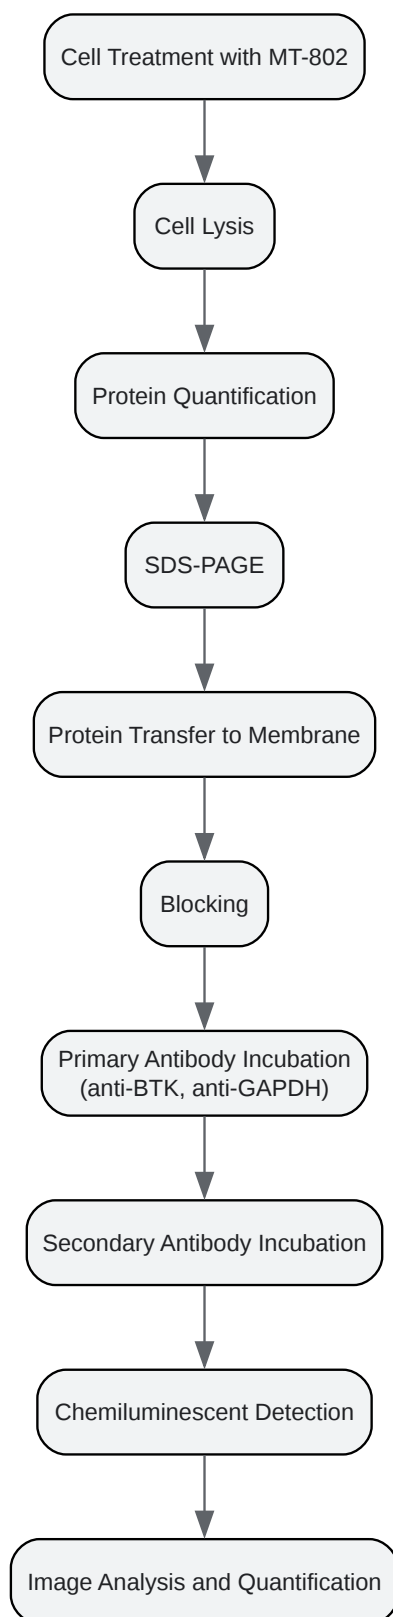 Cell Treatment with MT-802
Cell Lysis
Protein Quantification
SDS-PAGE
Protein Transfer to Membrane
Blocking
Primary Antibody Incubation
(anti-BTK, anti-GAPDH)
Secondary Antibody Incubation
Chemiluminescent Detection
Image Analysis and Quantification